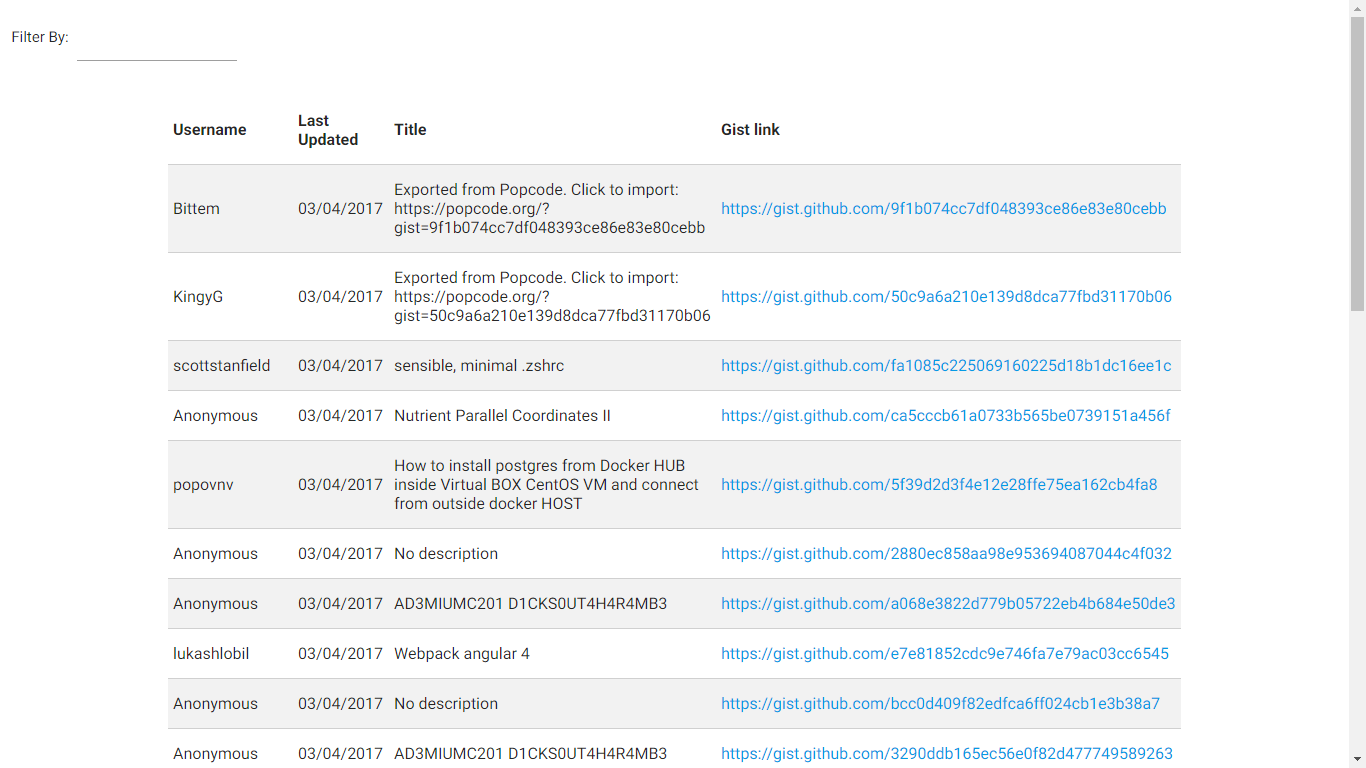 Filter By:
Username Last Updated Title Gist link
Bittem 03/04/2017 Exported from Popcode. Click to import: https://gist.github.com/9f1b074cc7df048393ce86e83e80cebb
https://popcode.org/?
gist=9f1b074cc7df048393ce86e83e80cebb
KingyG 03/04/2017 Exported from Popcode. Click to import: https://gist.github.com/50c9a6a210e139d8dca77fbd31170b06
https://popcode.org/?
gist=50c9a6a210e139d8dca77fbd31170b06
scottstanfield 03/04/2017 sensible, minimal .zshrc https://gist.github.com/fa1085c225069160225d18b1dc16ee1c
Anonymous 03/04/2017 Nutrient Parallel Coordinates II https://gist.github.com/ca5cccb61a0733b565be0739151a456f
popovnv 03/04/2017 How to install postgres from Docker HUB https://gist.github.com/5f39d2d3f4e12e28ffe75ea162cb4fa8
inside Virtual BOX CentOS VM and connect
from outside docker HOST
Anonymous 03/04/2017 No description https://gist.github.com/2880ec858aa98e953694087044c4f032
Anonymous 03/04/2017 AD3MIUMC201 D1CKS0UT4H4R4MB3 https://gist.github.com/a068e3822d779b05722eb4b684e50de3
lukashlobil 03/04/2017 Webpack angular 4 https://gist.github.com/e7e81852cdc9e746fa7e79ac03cc6545
Anonymous 03/04/2017 No description https://gist.github.com/bcc0d409f82edfca6ff024cb1e3b38a7
Anonymous 03/04/2017 AD3MIUMC201 D1CKS0UT4H4R4MB3 https://gist.github.com/3290ddb165ec56e0f82d477749589263